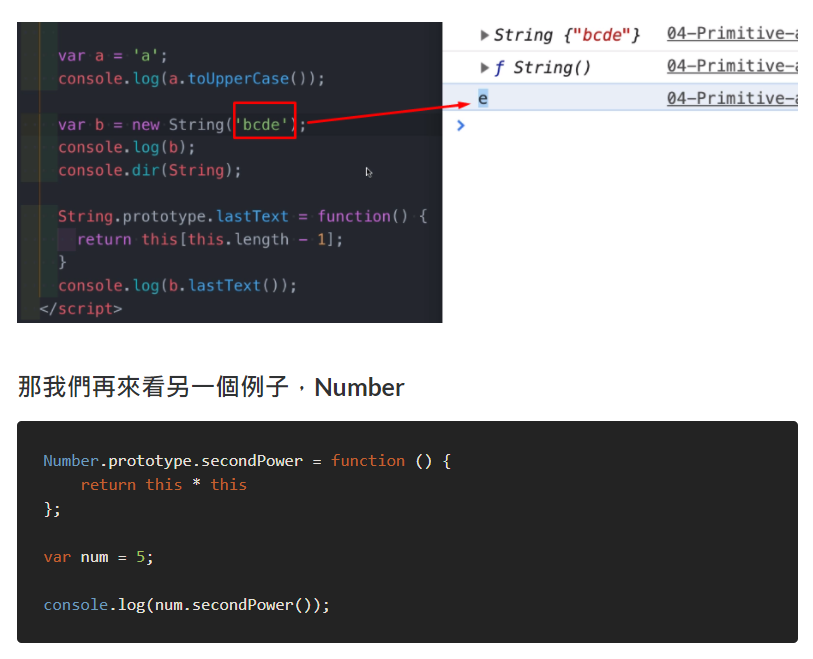 var a = 'a';
console.log(a.toUpperCase());
var b = new String('bcde');
console.log(b);
console.dir(String);
String.prototype.lastText = function() {
return this[this.length - 1];
}
console.log(b.lastText());
</script>
▶String {"bcde"} 04-Primitive-a
▶ƒ String() 04-Primitive-a
e 04-Primitive-a
>
那我們再來看另一個例子，Number
Number.prototype.secondPower = function () {
return this * this
};
var num = 5;
console.log(num.secondPower());